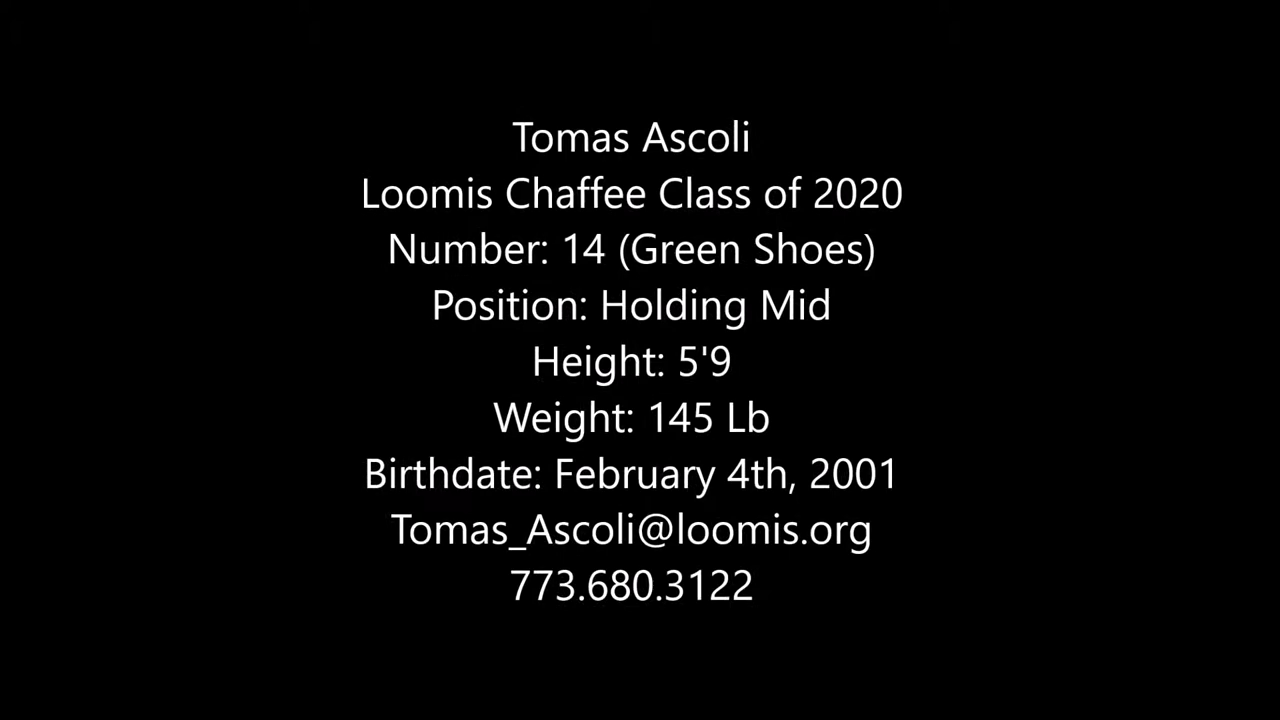 Tomas Ascoli
Loomis Chaffee Class of 2020
Number: 14 (Green Shoes)
Position: Holding Mid
Height: 5'9
Weight: 145 Lb
Birthdate: February 4th, 2001
Tomas_Ascoli@loomis.org
773.680.3122